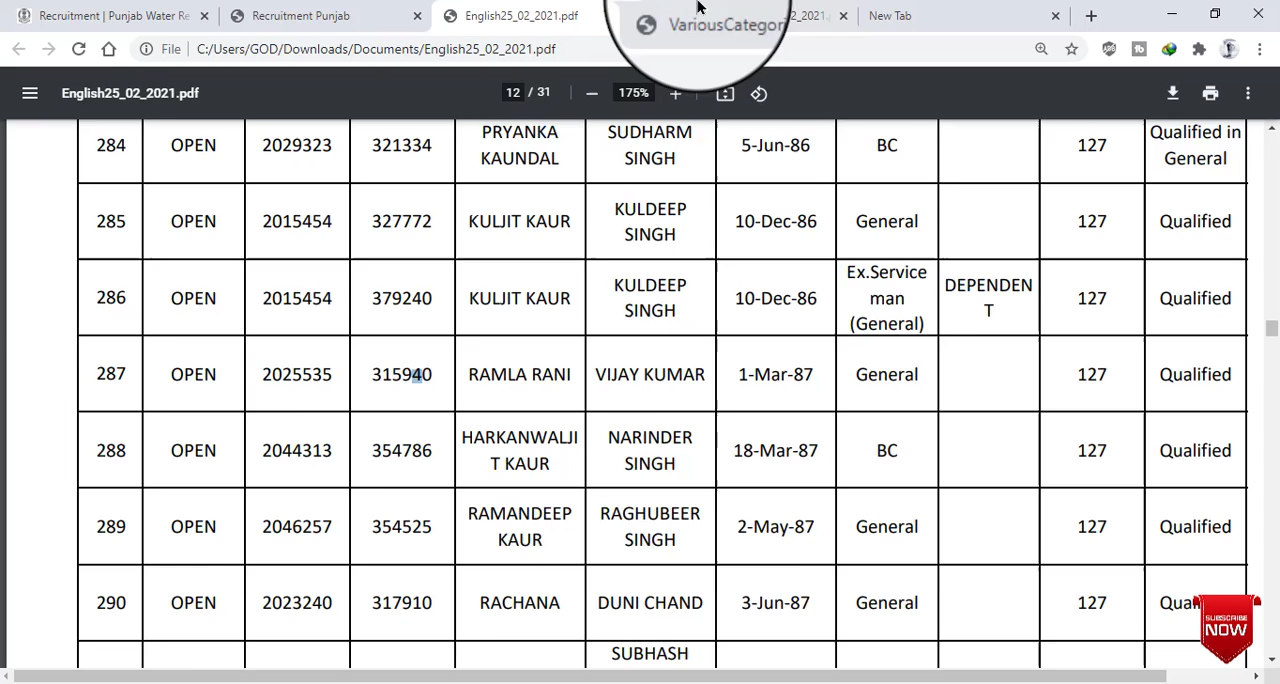 Recruitment | Punjab Water Re
Recruitment Punjab
English25_02_2021.pdf
VariousCategor
2_2021.
New Tab
File
C:/Users/GOD/Downloads/Documents/English25_02_2021.pdf
English25_02_2021.pdf
12 / 31
175%
284 OPEN 2029323 321334 PRYANKA KAUNDAL SUDHARM SINGH 5-Jun-86 BC 127 Qualified in General
285 OPEN 2015454 327772 KULJIT KAUR KULDEEP SINGH 10-Dec-86 General 127 Qualified
286 OPEN 2015454 379240 KULJIT KAUR KULDEEP SINGH 10-Dec-86 Ex.Service man (General) DEPENDEN T 127 Qualified
287 OPEN 2025535 315940 RAMLA RANI VIJAY KUMAR 1-Mar-87 General 127 Qualified
288 OPEN 2044313 354786 HARKANWALJI T KAUR NARINDER SINGH 18-Mar-87 BC 127 Qualified
289 OPEN 2046257 354525 RAMANDEEP KAUR RAGHUBEER SINGH 2-May-87 General 127 Qualified
290 OPEN 2023240 317910 RACHANA DUNI CHAND 3-Jun-87 General 127
SUBHASH
SUBSCRIBE
NOW